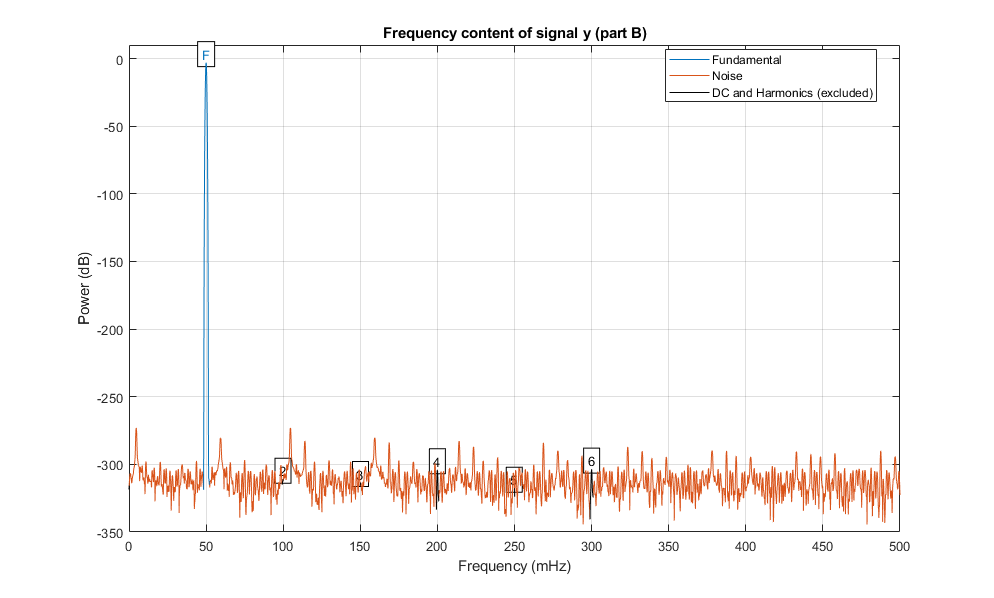 Frequency content of signal y (part B)
F
Fundamental
Noise
DC and Harmonics (excluded)
0
-50
-100
-150
-200
-250
-300
-350
Power (dB)
2
3
4
5
6
0 50 100 150 200 250 300 350 400 450 500
Frequency (mHz)